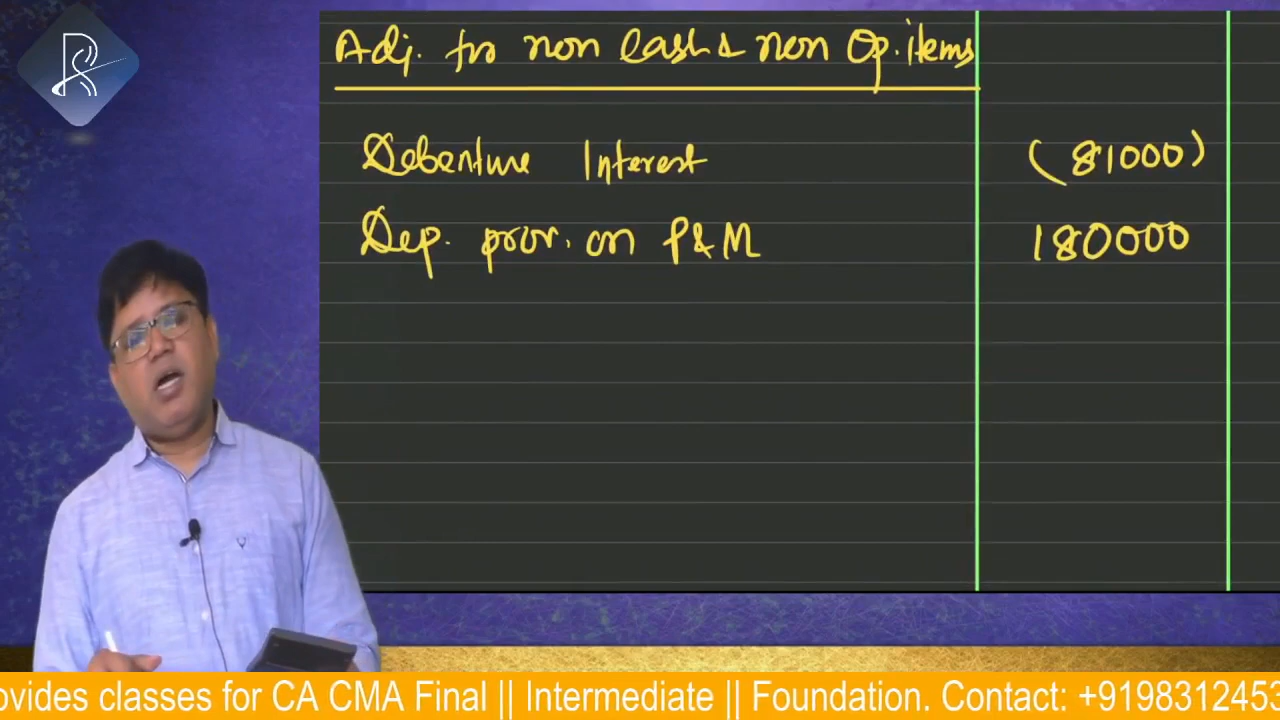 Adj. for non Cash & non Op. items
Debenture Interest (81000)
Dep. prov. on P&M 180000
ovides classes for CA CMA Final || Intermediate || Foundation. Contact: +9198312453